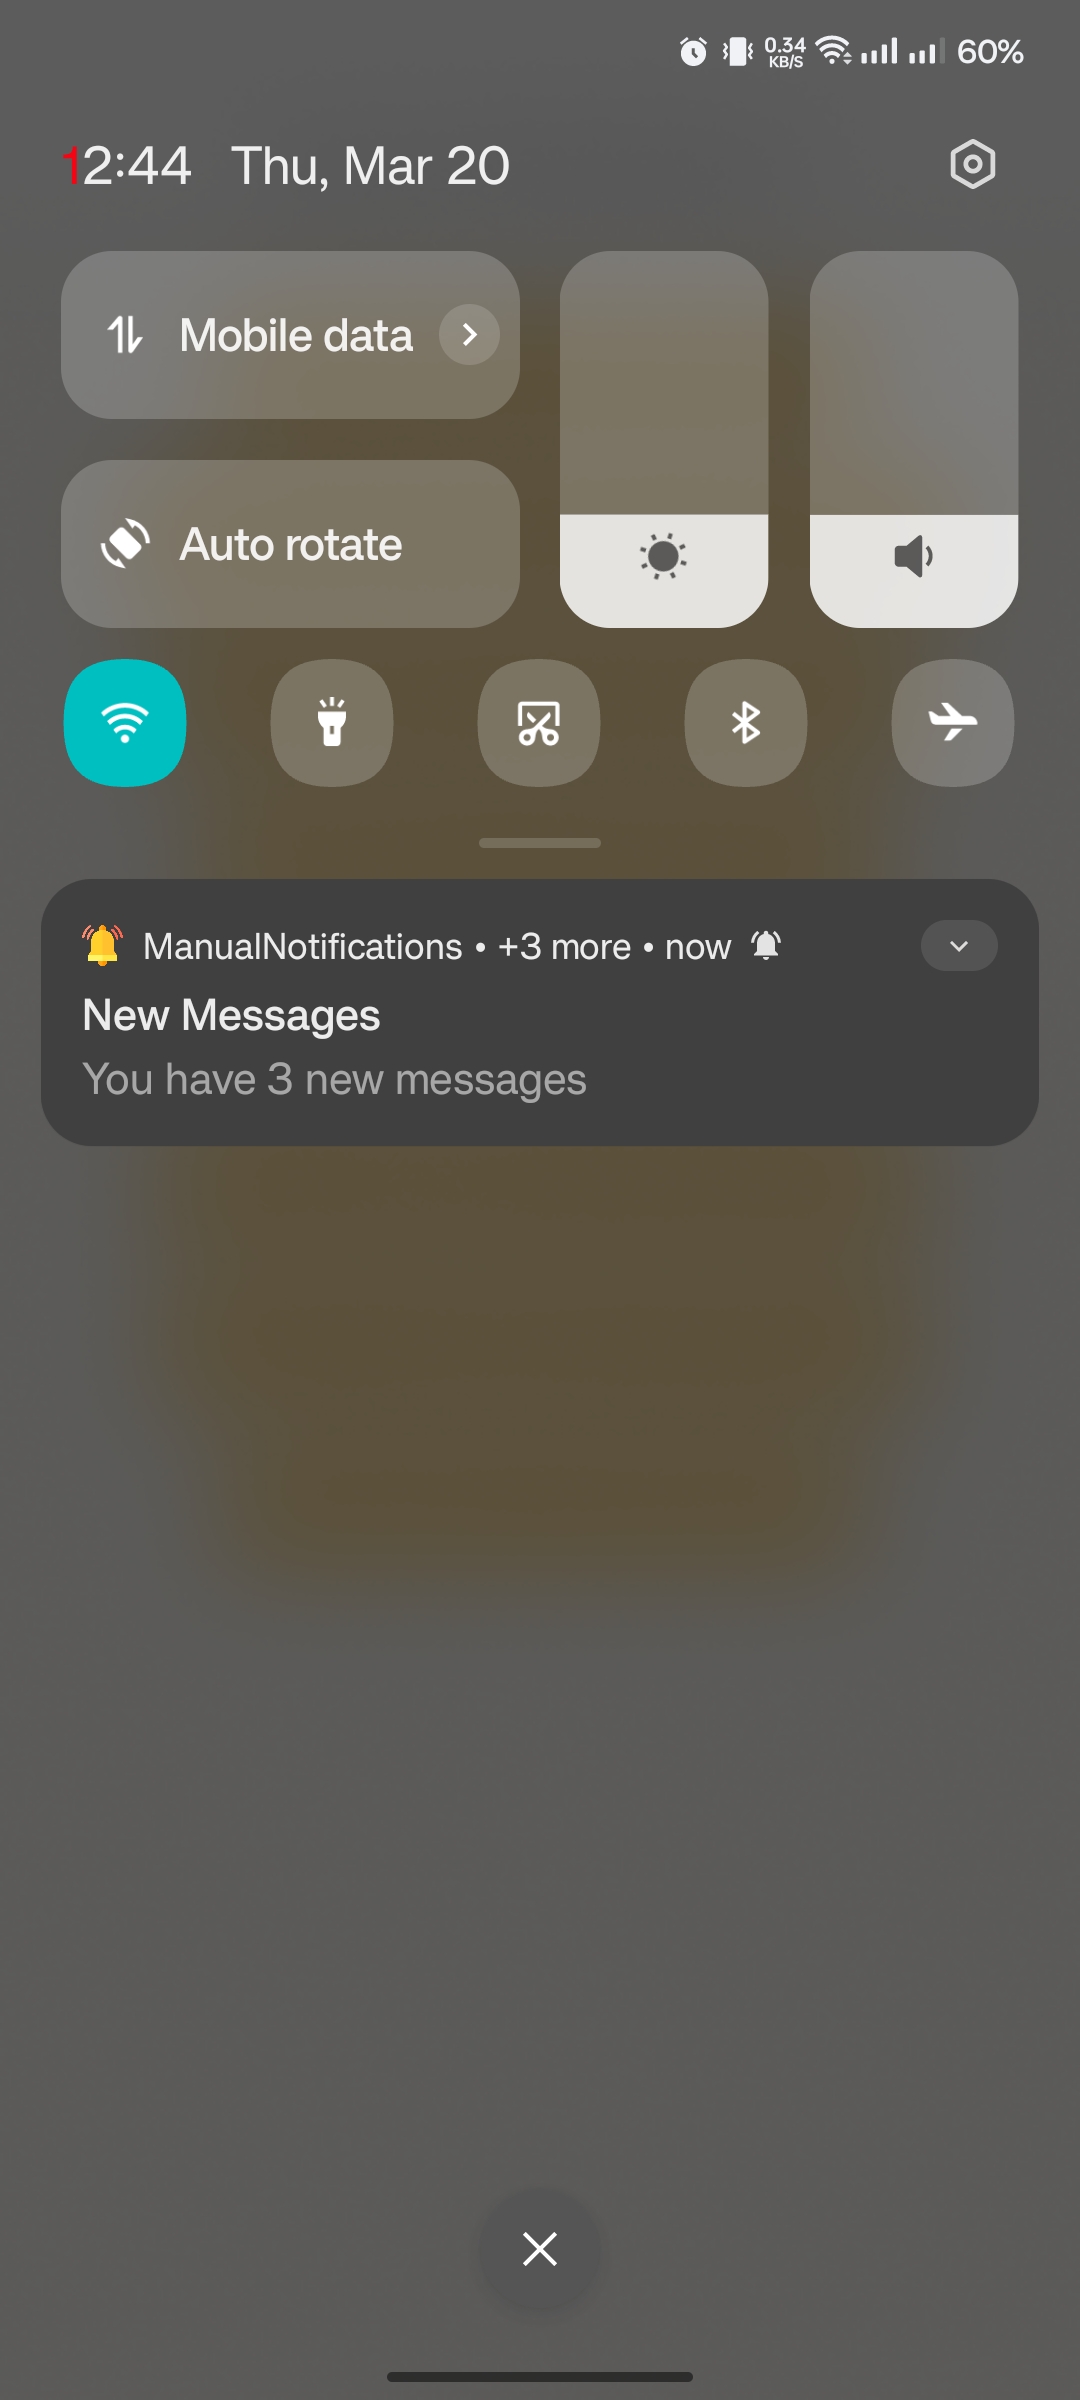 0.34 KB/S 60%
12:44 Thu, Mar 20
Mobile data
Auto rotate
ManualNotifications • +3 more • now
New Messages
You have 3 new messages